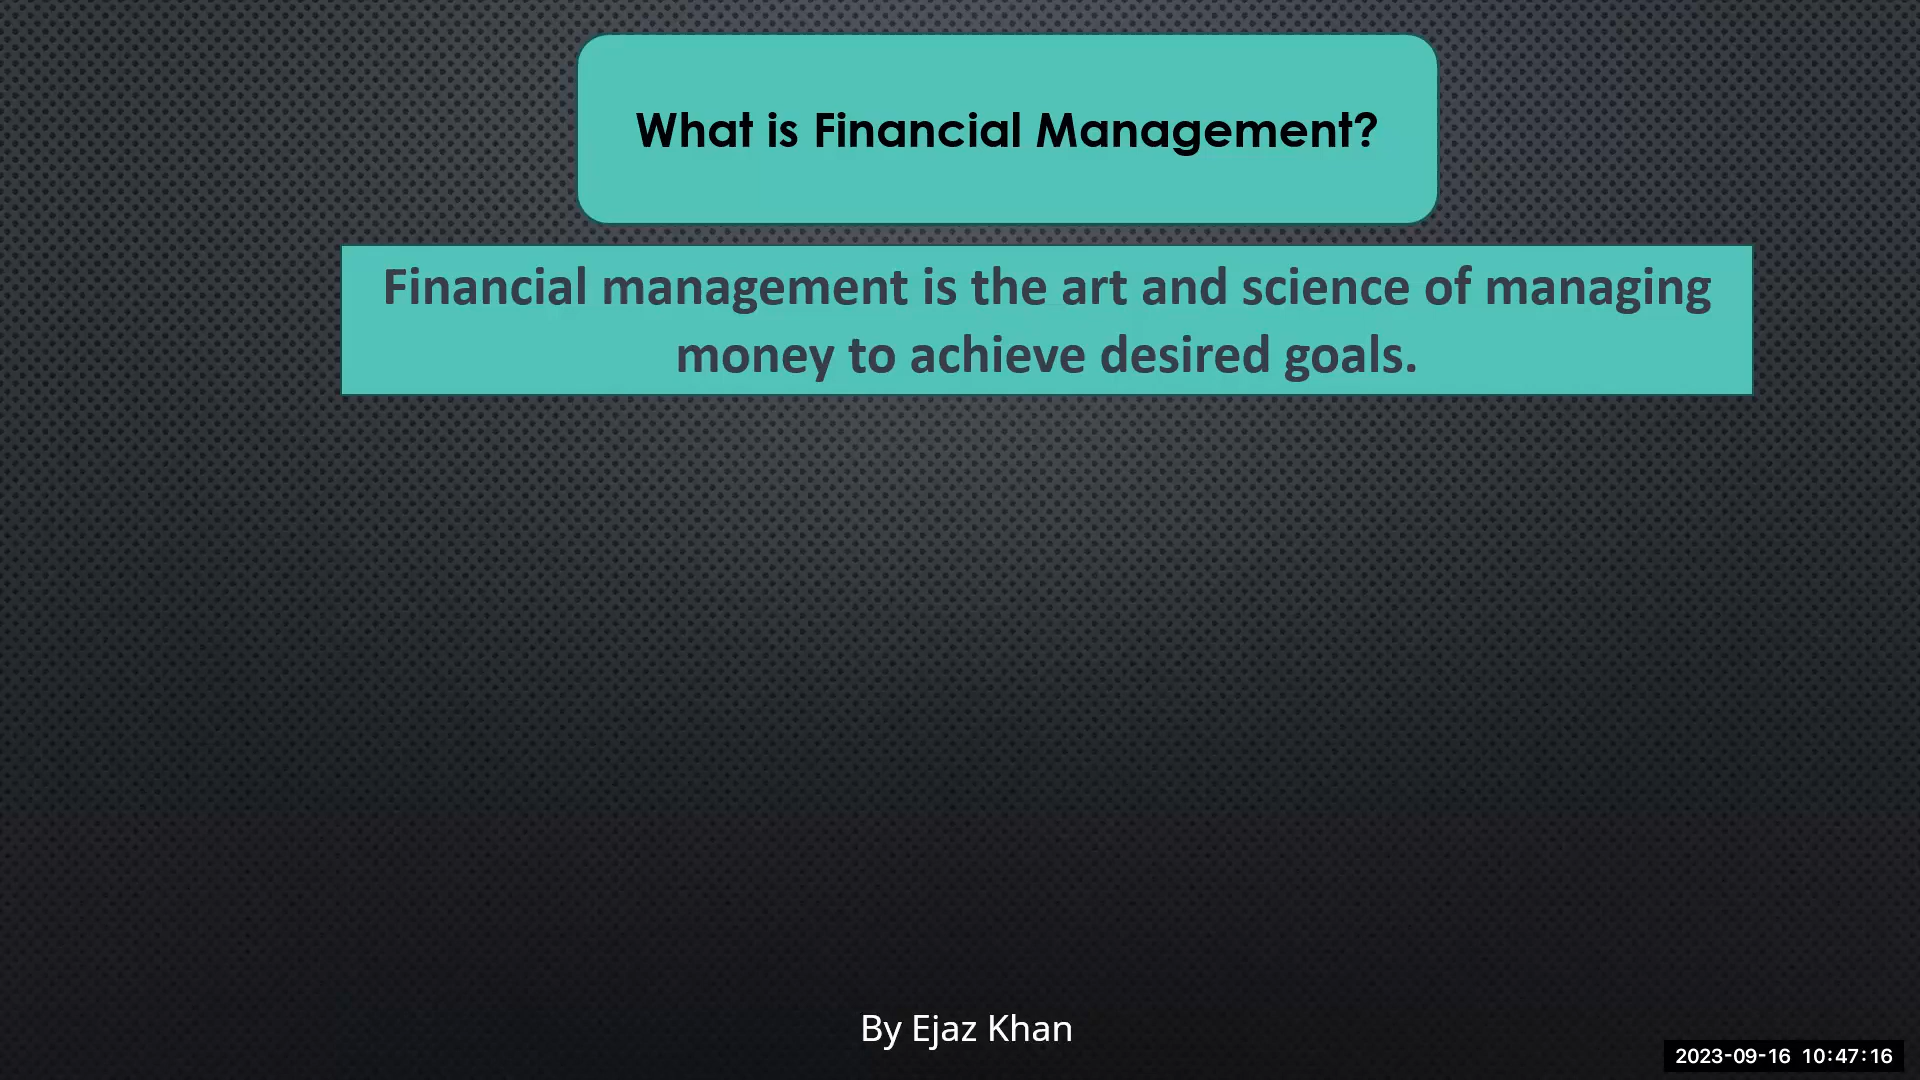 What is Financial Management?
Financial management is the art and science of managing
money to achieve desired goals.
By Ejaz Khan
2023-09-16 10:47:16